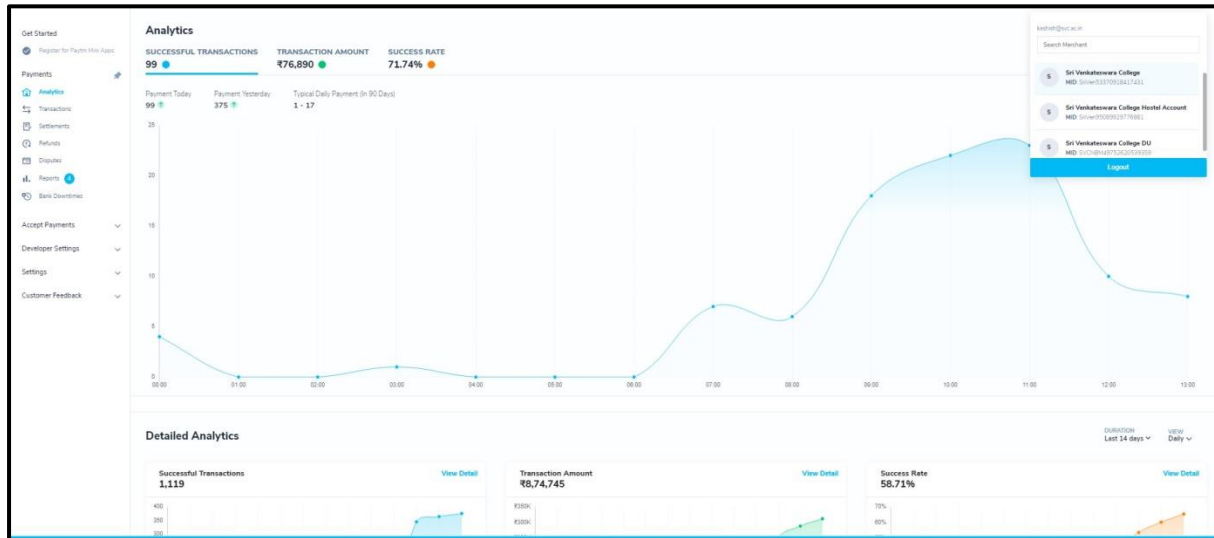 Get Started
Register for Paytm Mini Apps
Payments
Analytics
Transactions
Settlements
Refunds
Disputes
Reports 4
Bank Downtimes
Accept Payments
Developer Settings
Settings
Customer Feedback
Analytics
SUCCESSFUL TRANSACTIONS TRANSACTION AMOUNT SUCCESS RATE
99 ₹76,890 71.74%
Payment Today Payment Yesterday Typical Daily Payment (In 90 Days)
99 375 1 - 17
25
20
15
10
5
0
00:00 01:00 02:00 03:00 04:00 05:00 06:00 07:00 08:00 09:00 10:00 11:00 12:00 13:00
Search Merchant
S Sri Venkateswara College
MID:
S Sri Venkateswara College Hostel Account
MID:
S Sri Venkateswara College DU
MID:
Logout
Detailed Analytics
DURATION VIEW
Last 14 days Daily
Successful Transactions View Detail
1,119
400
350
300
Transaction Amount View Detail
₹8,74,745
₹350K
₹300K
Success Rate View Detail
58.71%
70%
60%